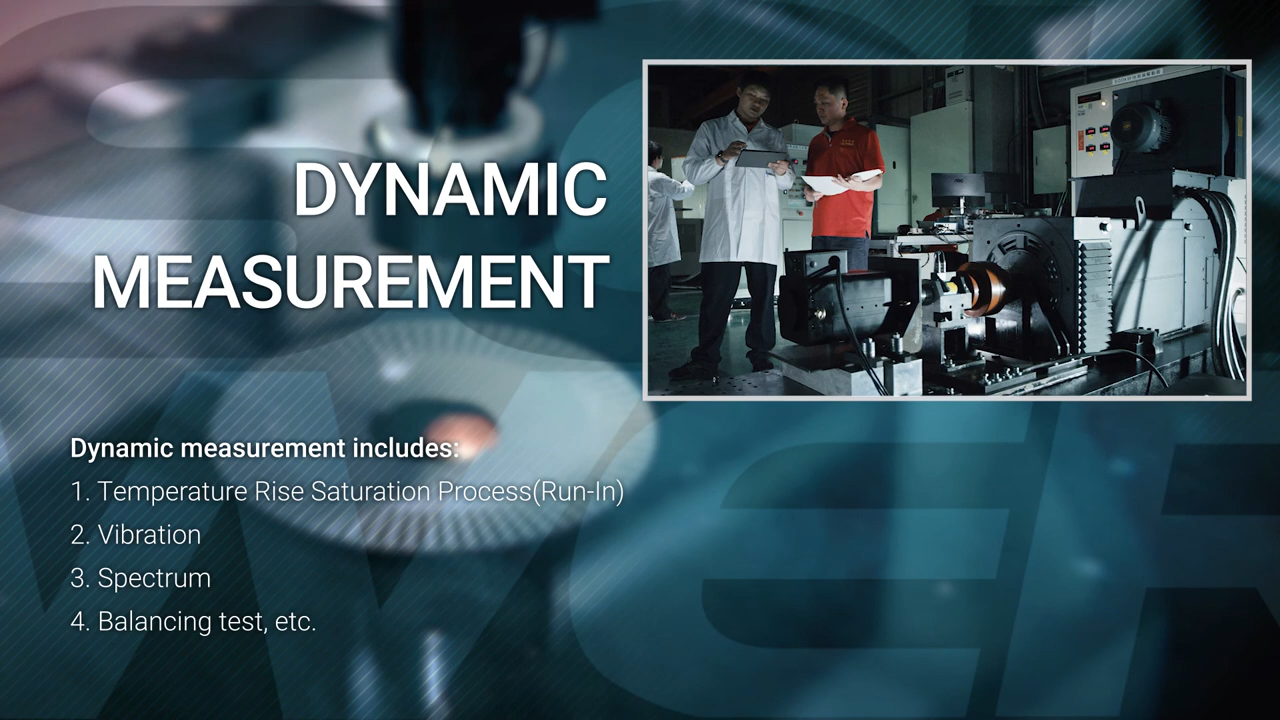 DYNAMIC
MEASUREMENT
Dynamic measurement includes:
1. Temperature Rise Saturation Process(Run-In)
2. Vibration
3. Spectrum
4. Balancing test, etc.